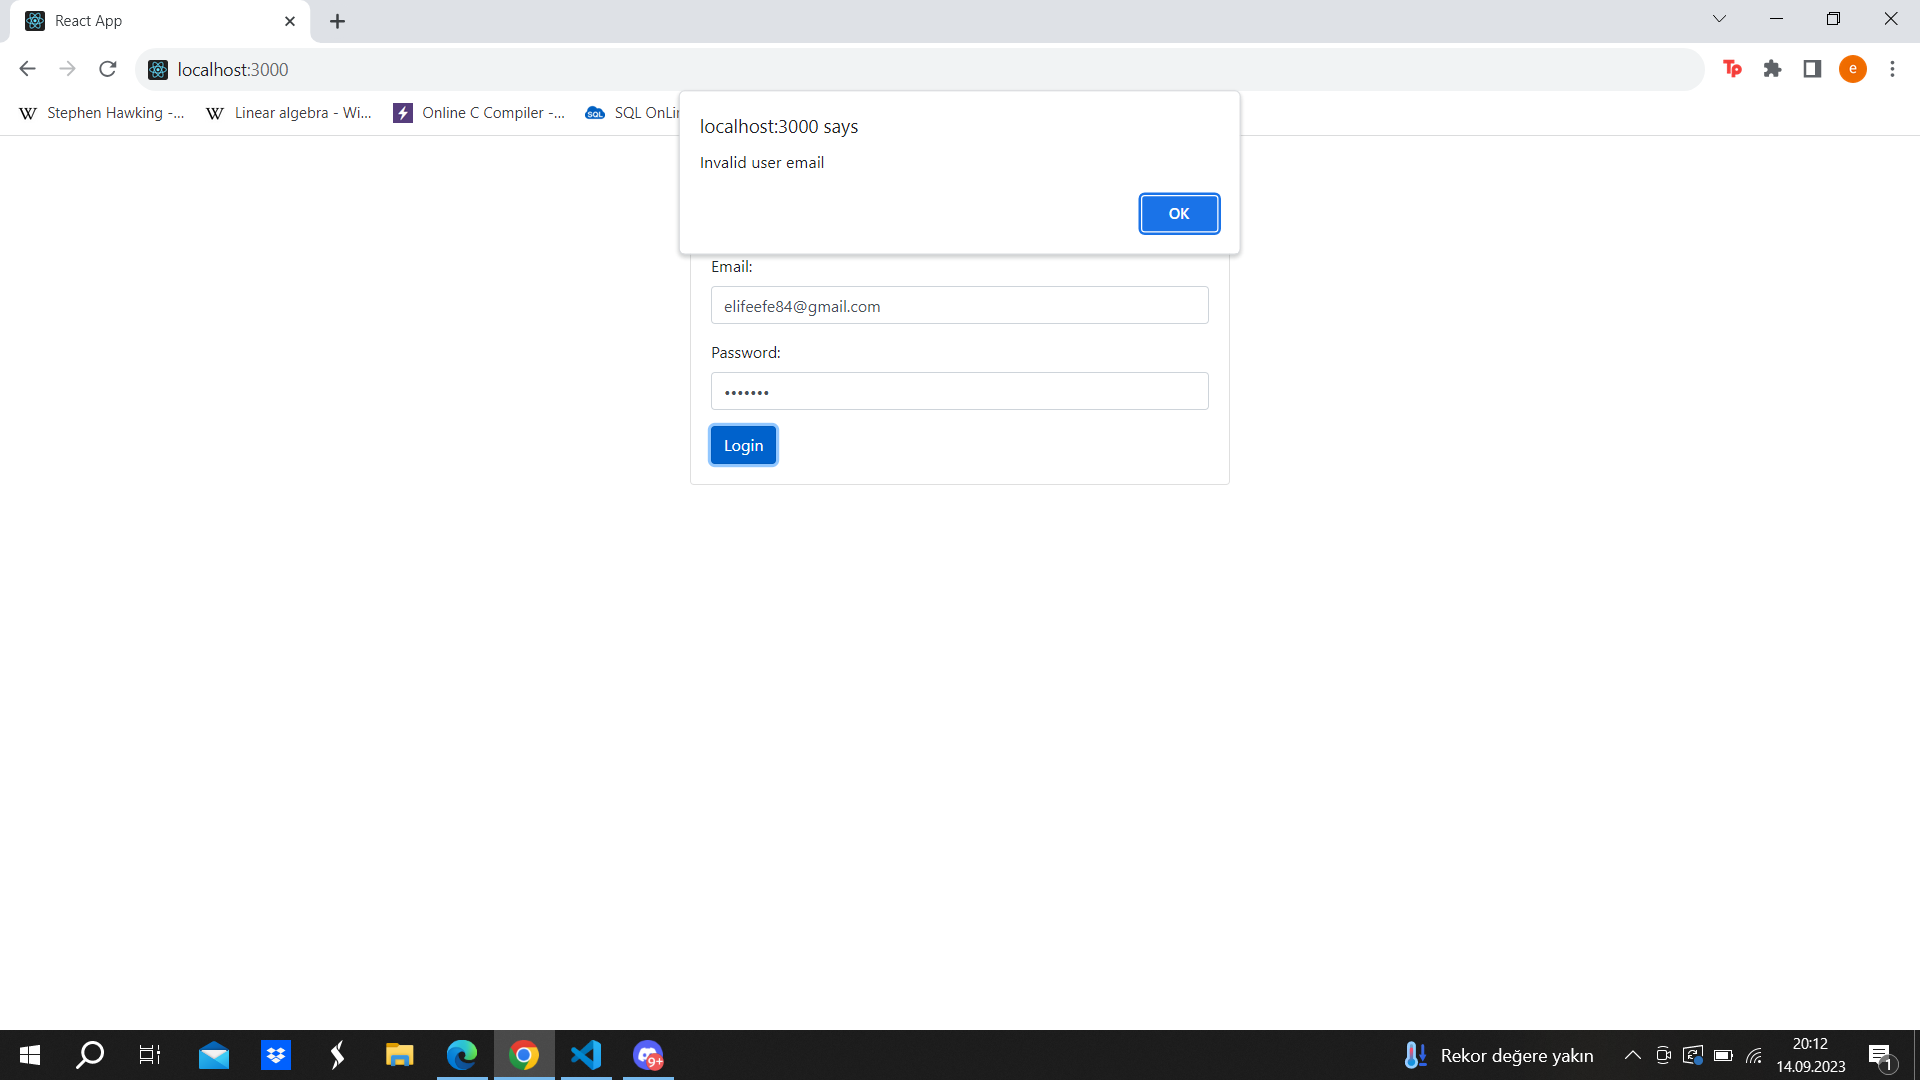 React App
localhost:3000
Stephen Hawking -...
Linear algebra - Wi...
Online C Compiler -...
SQL OnLi
localhost:3000 says
Invalid user email
OK
Email:
elifeefe84@gmail.com
Password:
•••••••
Login
Tp
e
SQL
9+
Rekor değere yakın
20:12
14.09.2023
1